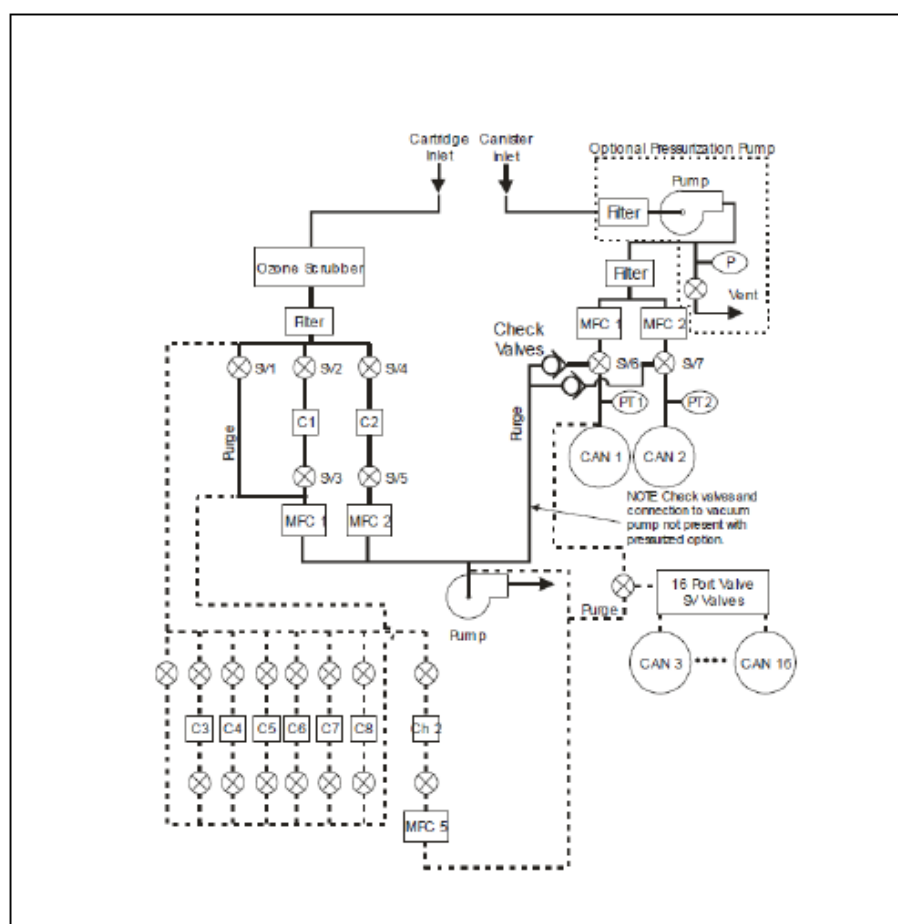 Cartridge
Inlet
Canister
Inlet
Optional Pressurization Pump
Pump
Filter
Ozone Scrubber
Filter
P
Vent
Filter
MFC 1
MFC 2
Check
Valves
SV1
SV2
SV4
SV6
SV7
C1
C2
PT1
PT2
Purge
Purge
CAN 1
CAN 2
SV3
SV5
NOTE Check valves and
connection to vacuum
pump not present with
pressurized option.
MFC 1
MFC 2
16 Port Valve
SV Valves
Purge
Pump
CAN 3
CAN 16
C3
C4
C5
C6
C7
C8
Ch 2
MFC 5